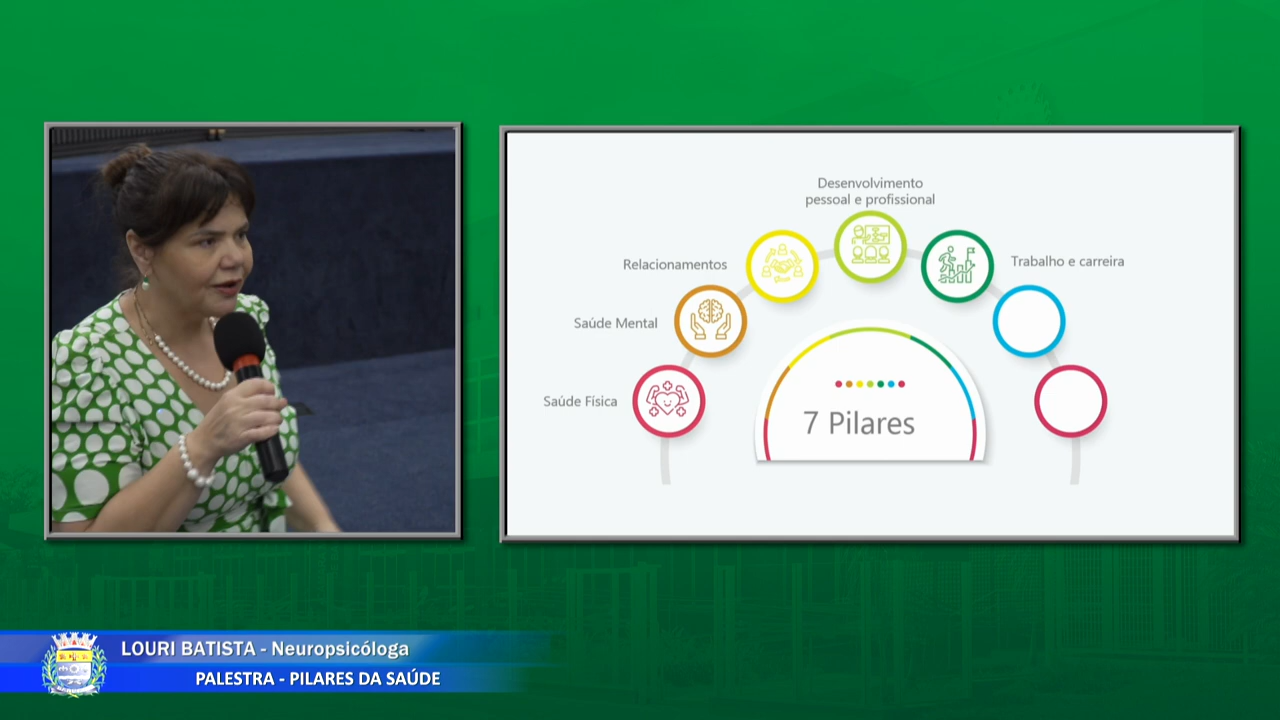 Desenvolvimento
pessoal e profissional
Relacionamentos
Trabalho e carreira
Saúde Mental
Saúde Física
7 Pilares
LOURI BATISTA - Neuropsicóloga
PALESTRA - PILARES DA SAÚDE